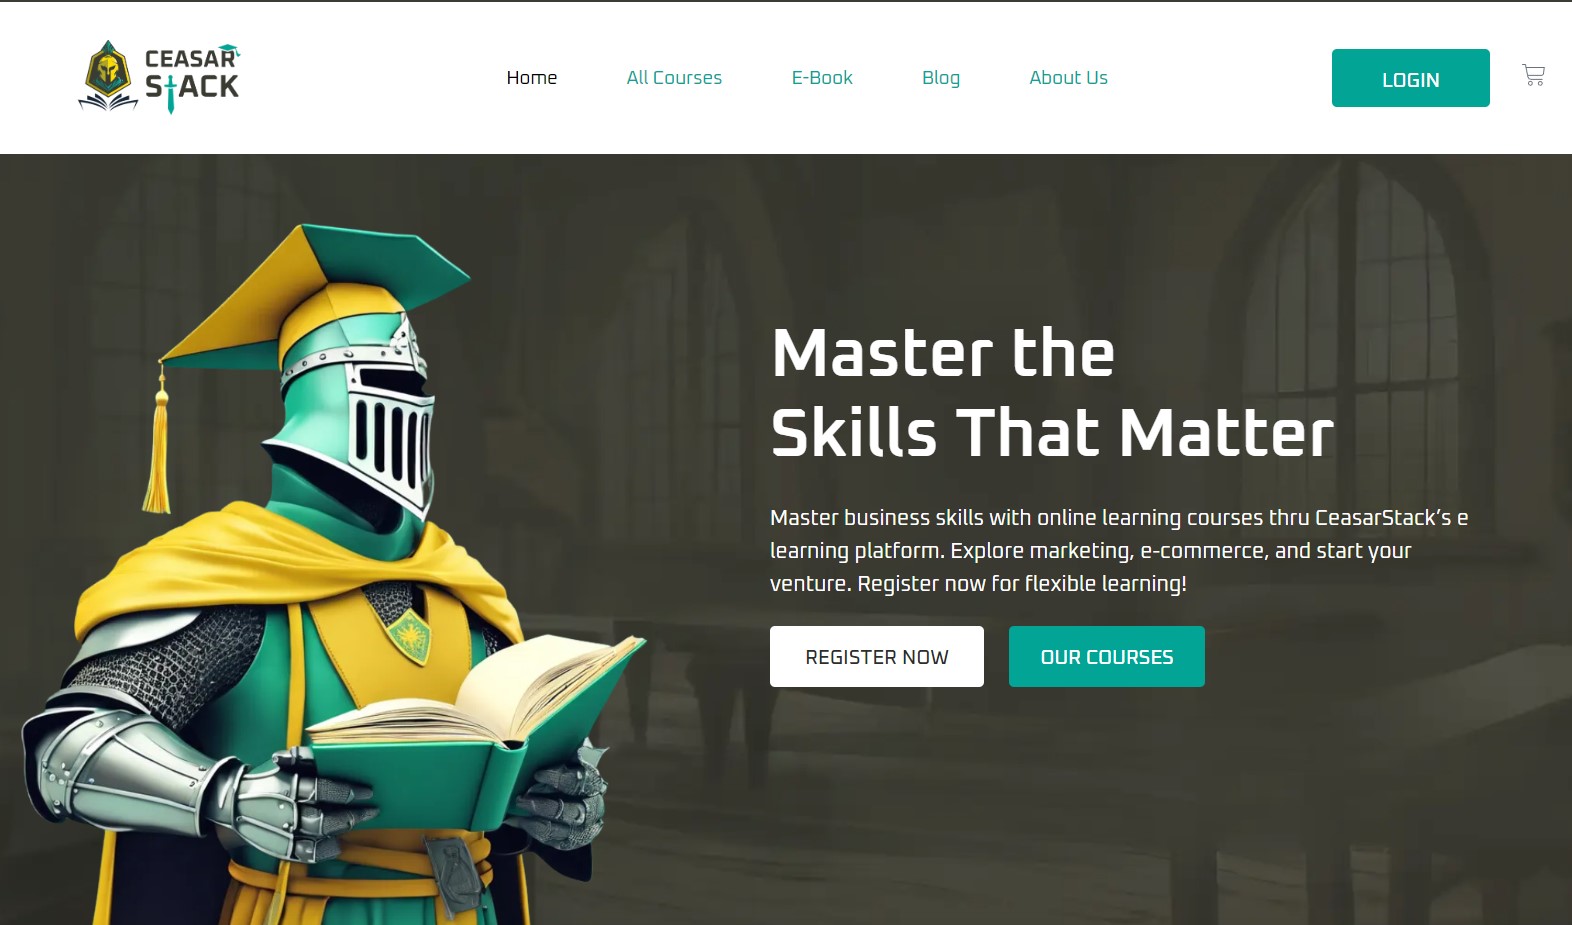 CEASAR
STACK
Home
All Courses
E-Book
Blog
About Us
LOGIN
Master the
Skills That Matter
Master business skills with online learning courses thru CeasarStack’s e
learning platform. Explore marketing, e-commerce, and start your
venture. Register now for flexible learning!
REGISTER NOW
OUR COURSES